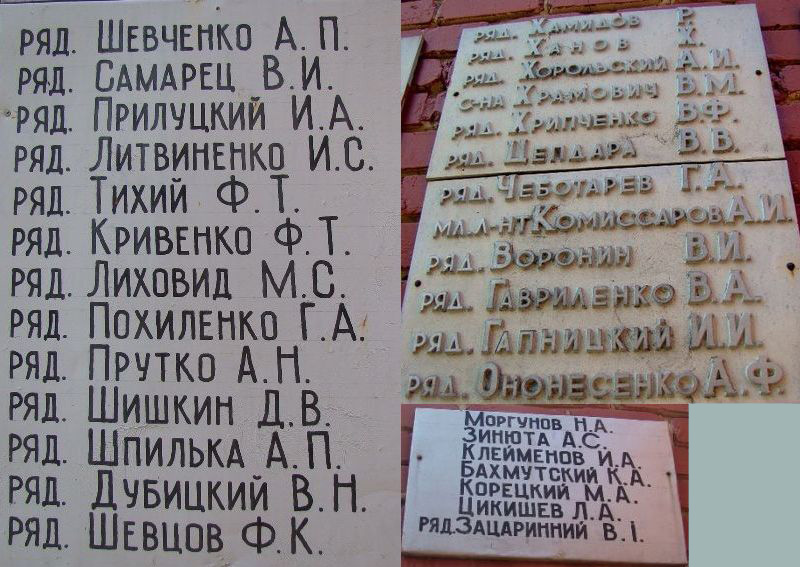 РЯД. ШЕВЧЕНКО А. П.
РЯД. САМАРЕЦ В. И.
РЯД. ПРИЛУЦКИЙ И. А.
РЯД. ЛИТВИНЕНКО И. С.
РЯД. ТИХИЙ Ф. Т.
РЯД. КРИВЕНКО Ф. Т.
РЯД. ЛИХОВИД М. С.
РЯД. ПОХИЛЕНКО Г. А.
РЯД. ПРУТКО А. Н.
РЯД. ШИШКИН Д. В.
РЯД. ШПИЛЬКА А. П.
РЯД. ДУБИЦКИЙ В. Н.
РЯД. ШЕВЦОВ Ф. К.
РЯД. ХАМИДОВ Р.
РЯД. ХАНОВ Х.
РЯД. ХОРОЛЬСКИЙ А. И.
С-НА ХРАМОВИЧ В. М.
РЯД. ХРИПЧЕНКО Б. Ф.
РЯД. ЦЕПДАРА В. В.
РЯД. ЧЕБОТАРЕВ Г. А.
МЛ. Л-НТ КОМИССАРОВ А. И.
РЯД. ВОРОНИН В. И.
РЯД. ГАВРИЛЕНКО В. А.
РЯД. ГАПНИЦКИЙ И. И.
РЯД. ОНОНЕСЕНКО А. Ф.
МОРГУНОВ Н.А.
ЗИНЮТА А.С.
КЛЕЙМЕНОВ И.А.
БАХМУТСКИЙ К.А.
КОРЕЦКИЙ М.А.
ЦИКИШЕВ Л.А.
РЯД. ЗАЦАРИННИЙ В.І.